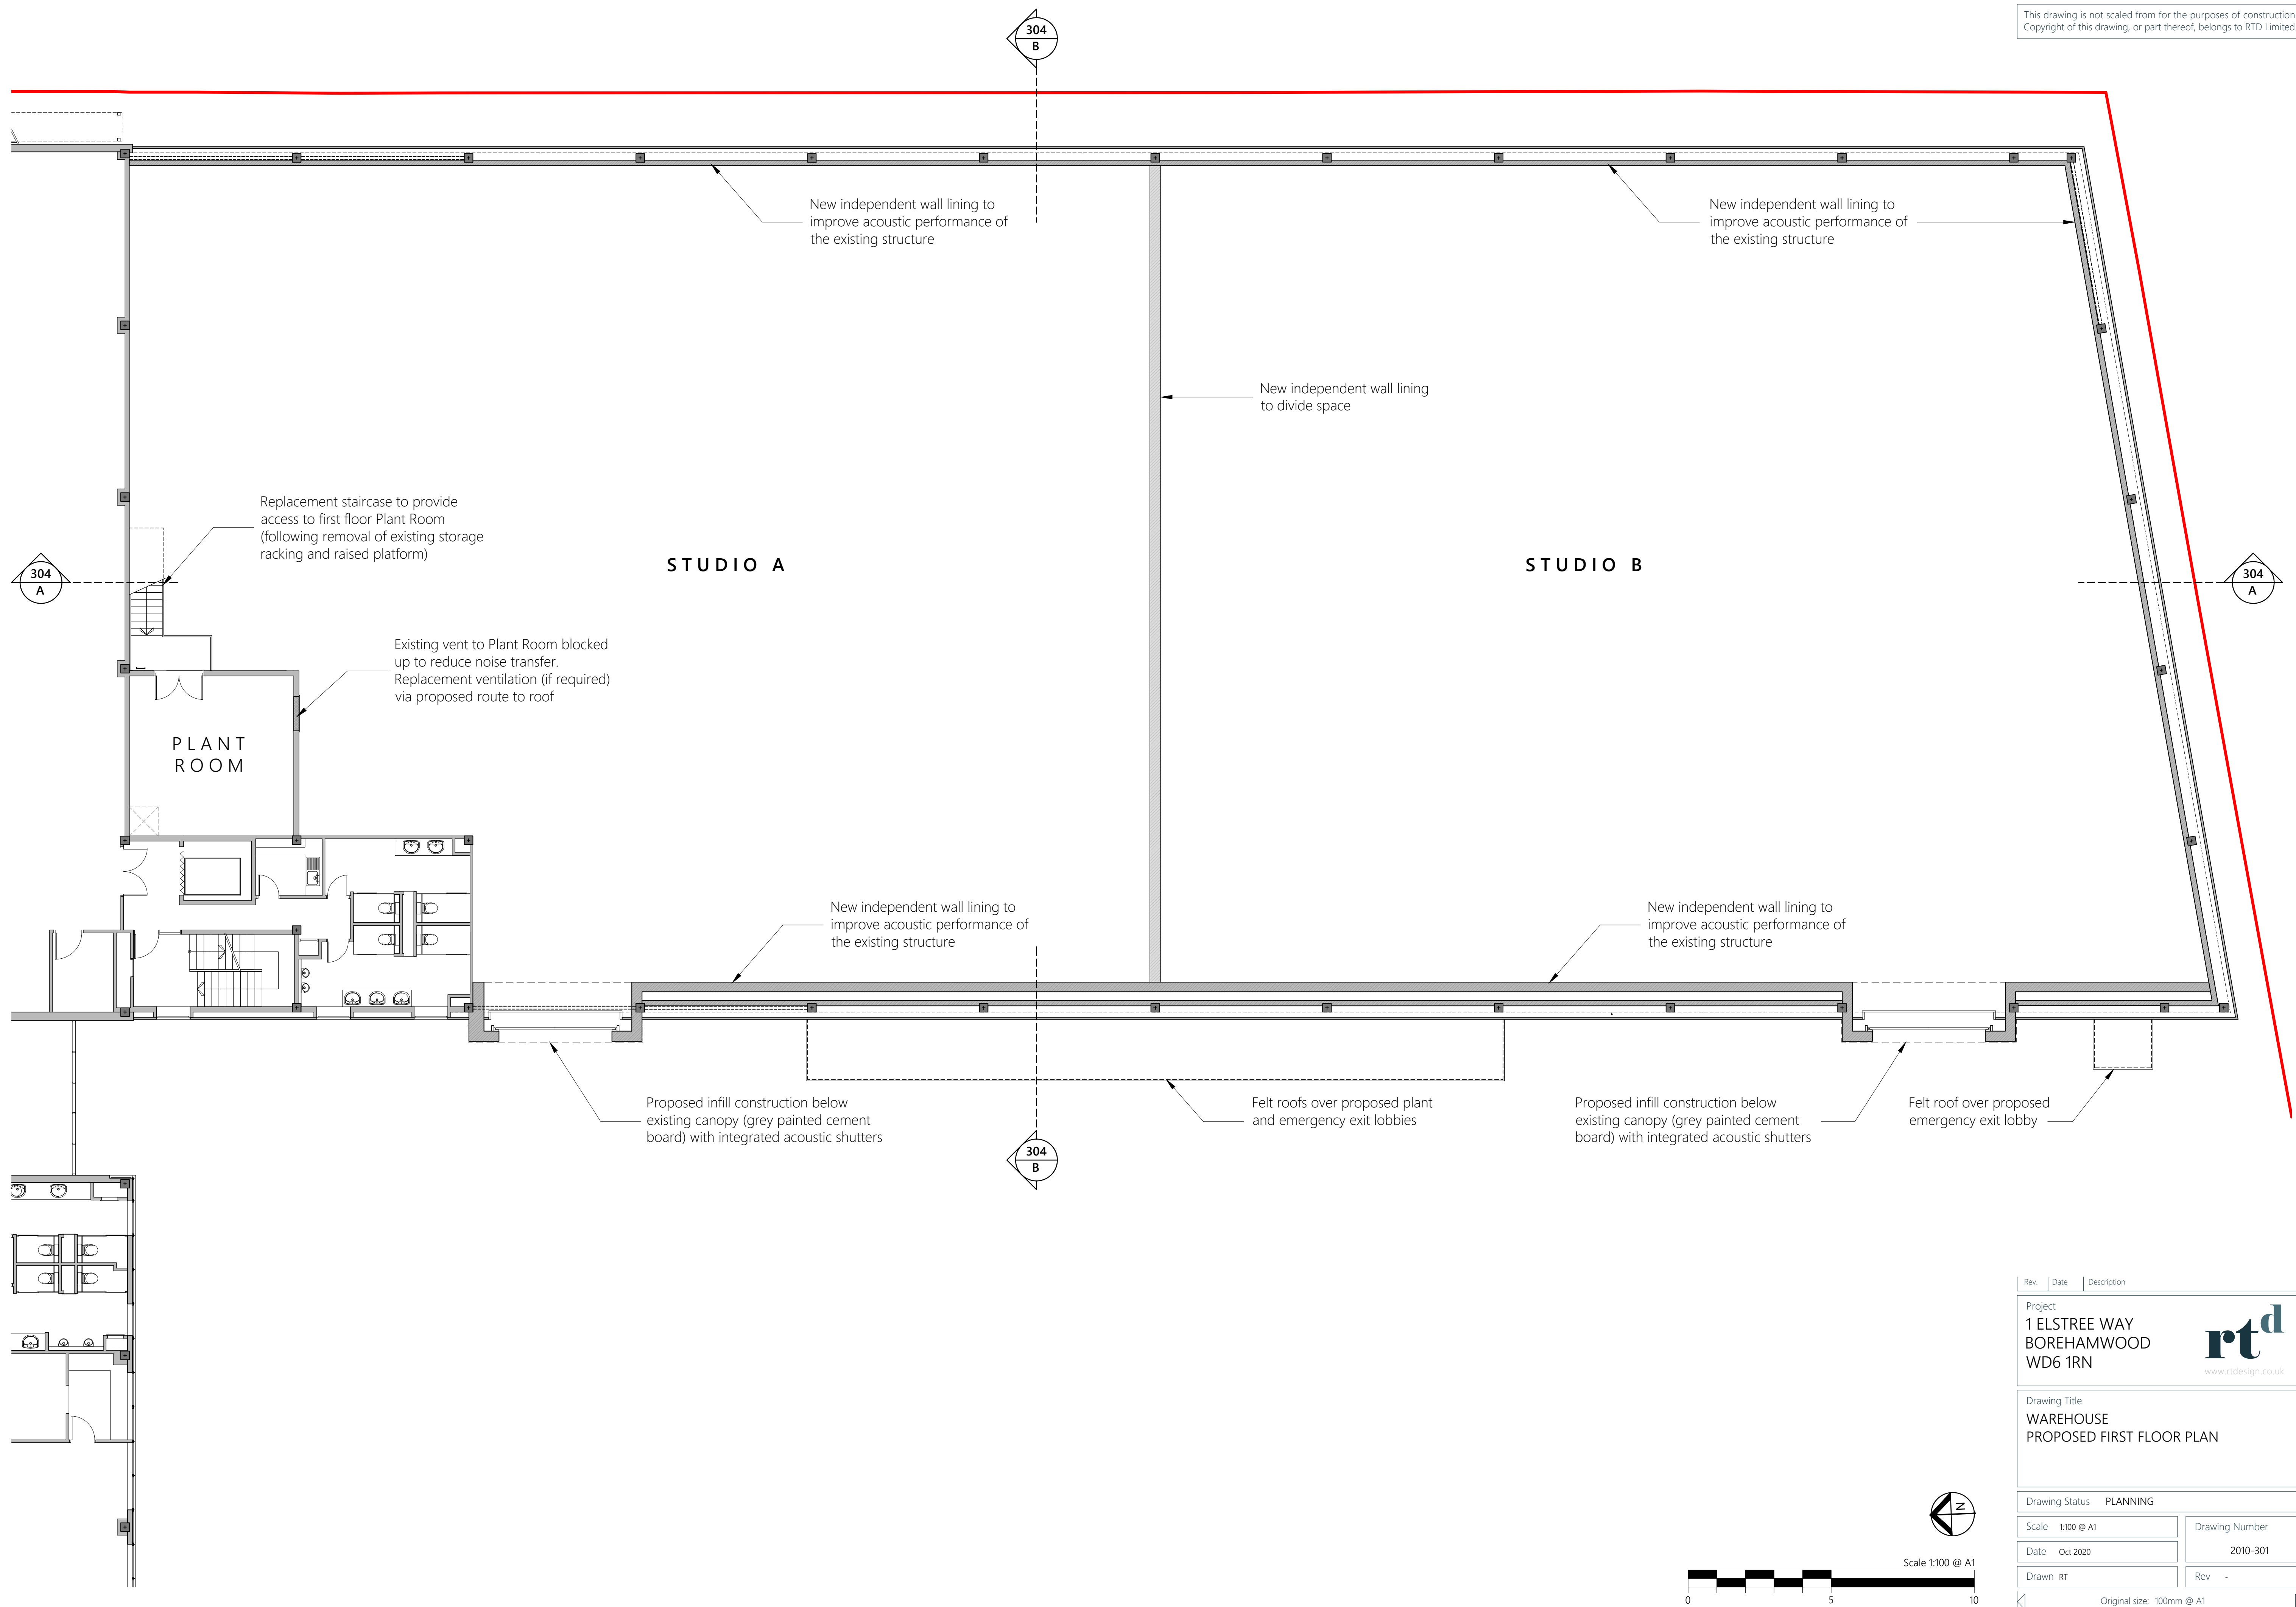 This drawing is not scaled from for the purposes of construction
Copyright of this drawing, or part thereof, belongs to RTD Limited
304
B
New independent wall lining to
improve acoustic performance of
the existing structure
New independent wall lining to
improve acoustic performance of
the existing structure
New independent wall lining
to divide space
Replacement staircase to provide
access to first floor Plant Room
(following removal of existing storage
racking and raised platform)
STUDIO A
STUDIO B
304
A
304
A
Existing vent to Plant Room blocked
up to reduce noise transfer.
Replacement ventilation (if required)
via proposed route to roof
PLANT
ROOM
New independent wall lining to
improve acoustic performance of
the existing structure
New independent wall lining to
improve acoustic performance of
the existing structure
Proposed infill construction below
existing canopy (grey painted cement
board) with integrated acoustic shutters
Felt roofs over proposed plant
and emergency exit lobbies
Proposed infill construction below
existing canopy (grey painted cement
board) with integrated acoustic shutters
Felt roof over proposed
emergency exit lobby
304
B
Rev. Date Description
Project
1 ELSTREE WAY
BOREHAMWOOD
WD6 1RN
rtd
www.rtdesign.co.uk
Drawing Title
WAREHOUSE
PROPOSED FIRST FLOOR PLAN
Drawing Status PLANNING
Scale 1:100 @ A1
Drawing Number
2010-301
Date Oct 2020
Drawn RT
Rev -
Original size: 100mm @ A1
N
Scale 1:100 @ A1
0 5 10